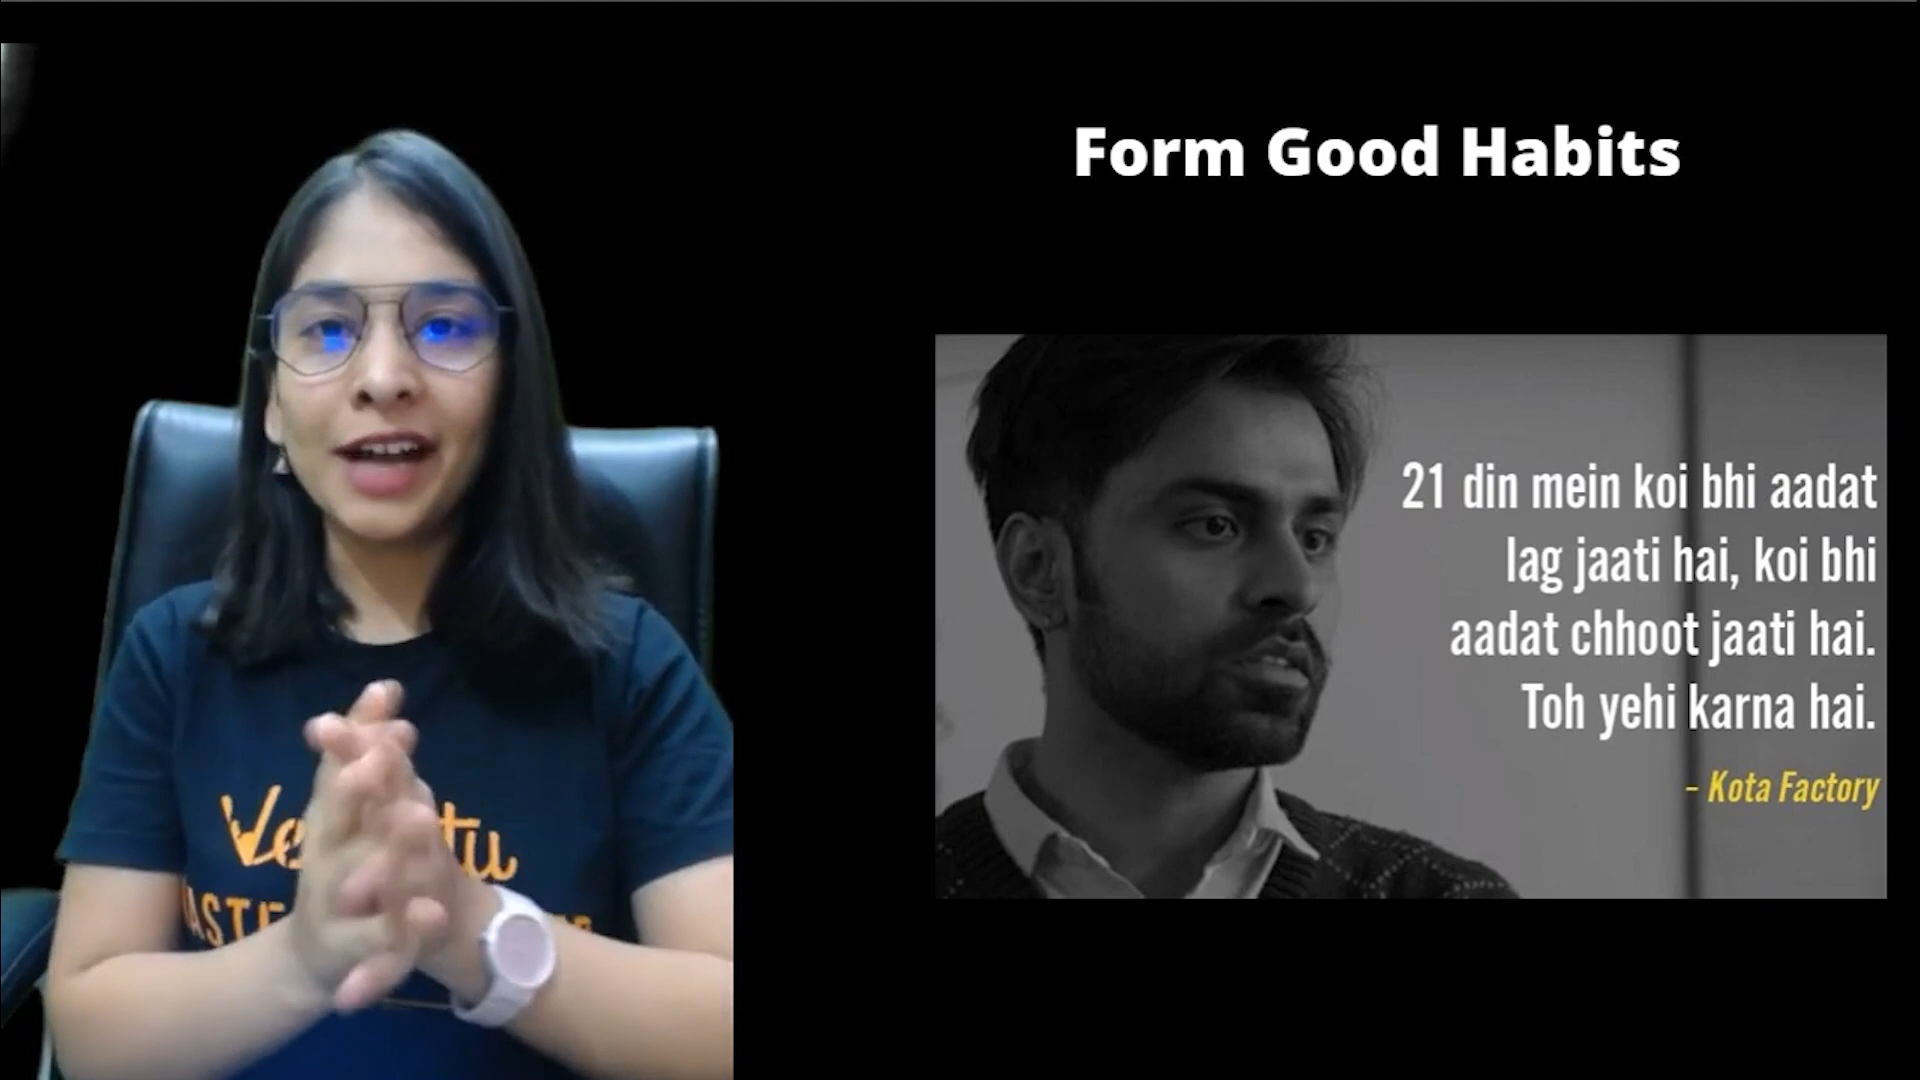 Form Good Habits
21 din mein koi bhi aadat
lag jaati hai, koi bhi
aadat chhoot jaati hai.
Toh yehi karna hai.
- Kota Factory